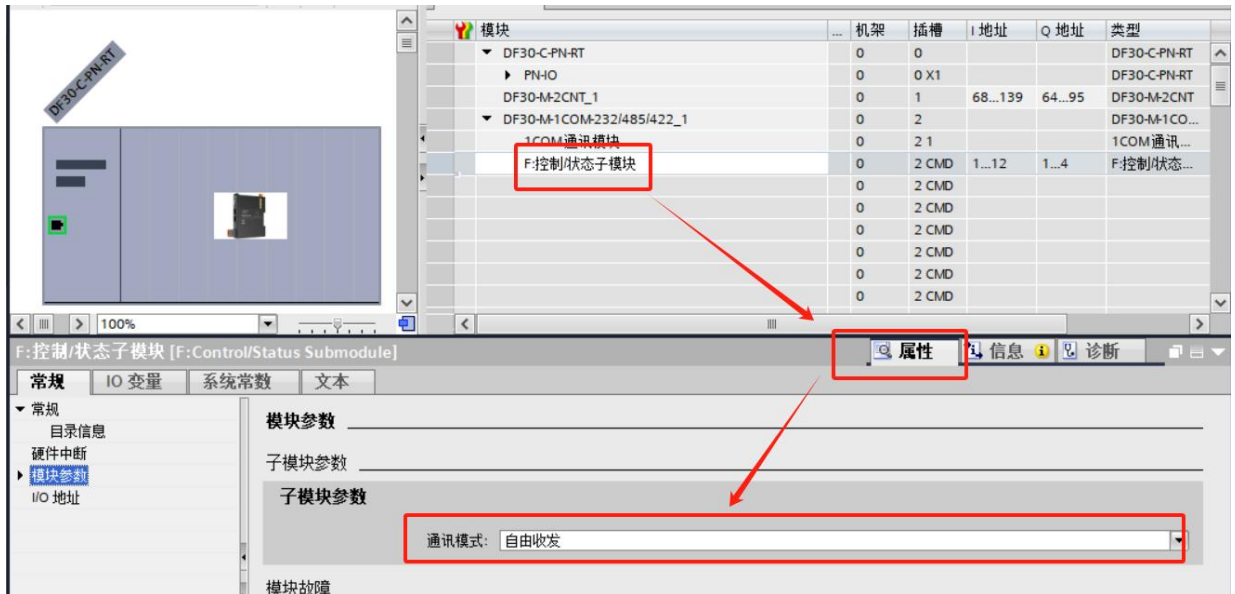 DF30-C-PN-RT
模块 ... 机架 插槽 I 地址 Q 地址 类型
DF30-C-PN-RT 0 0 DF30-C-PN-RT
PN-IO 0 0 X1 DF30-C-PN-RT
DF30-M-2CNT_1 0 1 68...139 64...95 DF30-M-2CNT
DF30-M-1COM-232/485/422_1 0 2 DF30-M-1CO...
1COM通讯模块 0 2 1 1COM通讯...
F:控制/状态子模块 0 2 CMD 1...12 1...4 F:控制/状态...
0 2 CMD
0 2 CMD
0 2 CMD
0 2 CMD
0 2 CMD
0 2 CMD
100%
F:控制/状态子模块 [F:Control/Status Submodule]
属性 信息 诊断
常规 IO 变量 系统常数 文本
常规
目录信息
硬件中断
模块参数
I/O 地址
模块参数
子模块参数
子模块参数
通讯模式: 自由收发
模块故障